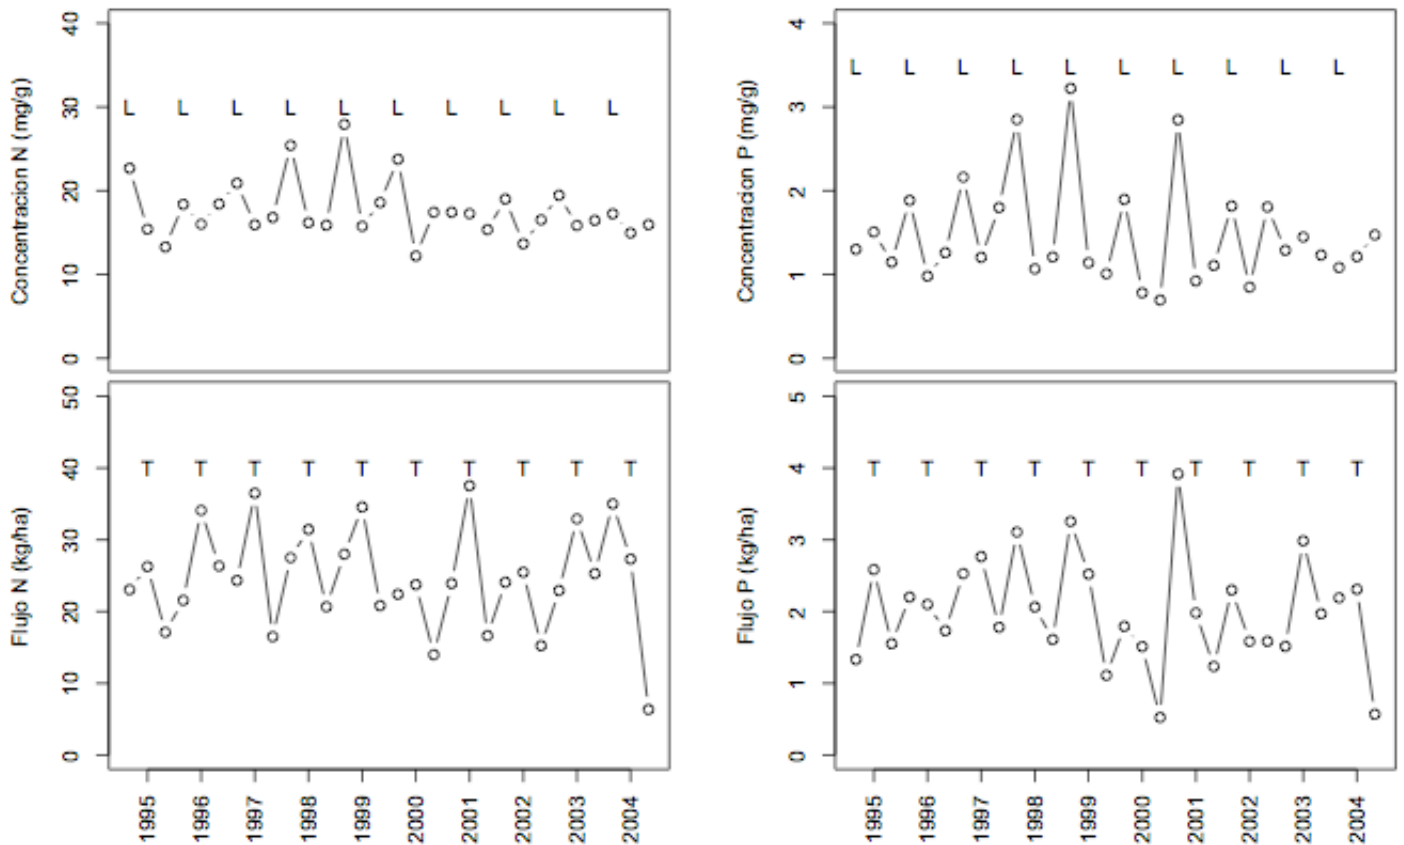 Concentracion N (mg/g)
40
30
20
10
0
L L L L L L L L L L
Concentracion P (mg/g)
4
3
2
1
0
L L L L L L L L L L
Flujo N (kg/ha)
50
40
30
20
10
0
T T T T T T T T T T
1995 1996 1997 1998 1999 2000 2001 2002 2003 2004
Flujo P (kg/ha)
5
4
3
2
1
0
T T T T T T T T T T
1995 1996 1997 1998 1999 2000 2001 2002 2003 2004